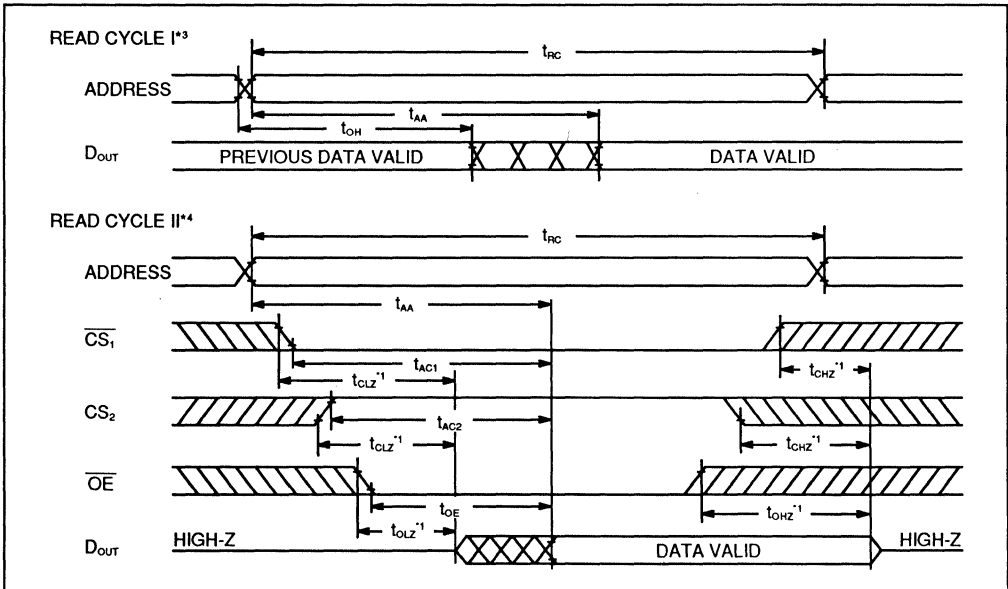 READ CYCLE I*3
tRC
ADDRESS
tAA
tOH
DOUT
PREVIOUS DATA VALID
DATA VALID
READ CYCLE II*4
tRC
ADDRESS
tAA
CS1
tAC1
tCLZ*1
tCHZ*1
CS2
tAC2
tCLZ*1
tCHZ*1
OE
tOE
tOLZ*1
tOHZ*1
DOUT
HIGH-Z
DATA VALID
HIGH-Z